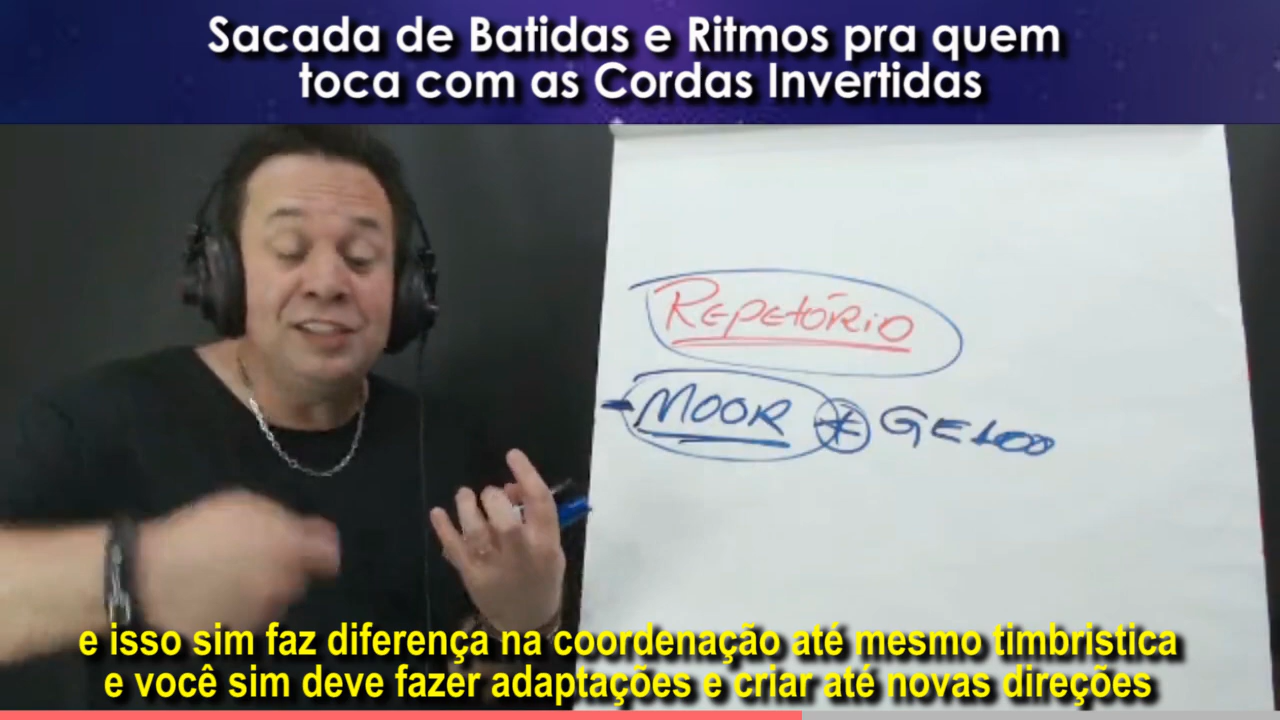 Sacada de Batidas e Ritmos pra quem
toca com as Cordas Invertidas
REPETÓRIO
- MOOR * GELOO
e isso sim faz diferença na coordenação até mesmo timbristica
e você sim deve fazer adaptações e criar até novas direções